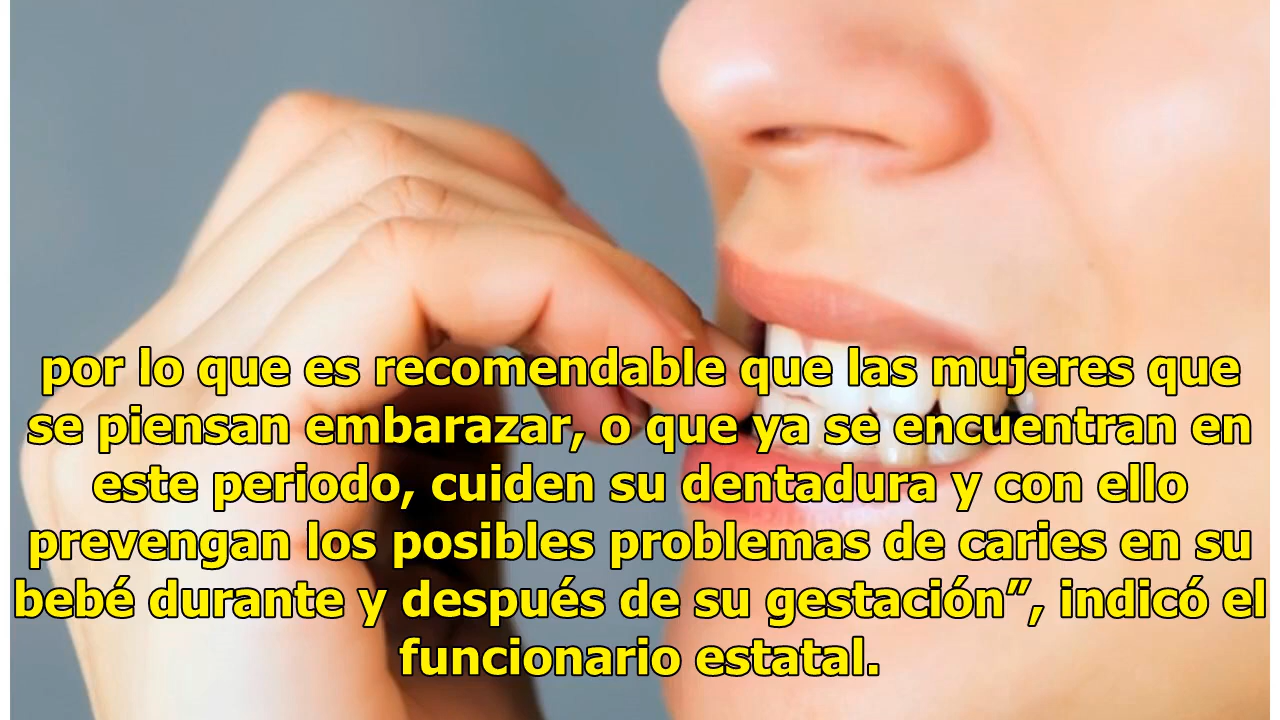 por lo que es recomendable que las mujeres que
se piensan embarazar, o que ya se encuentran en
este periodo, cuiden su dentadura y con ello
prevengan los posibles problemas de caries en su
bebé durante y después de su gestación”, indicó el
funcionario estatal.